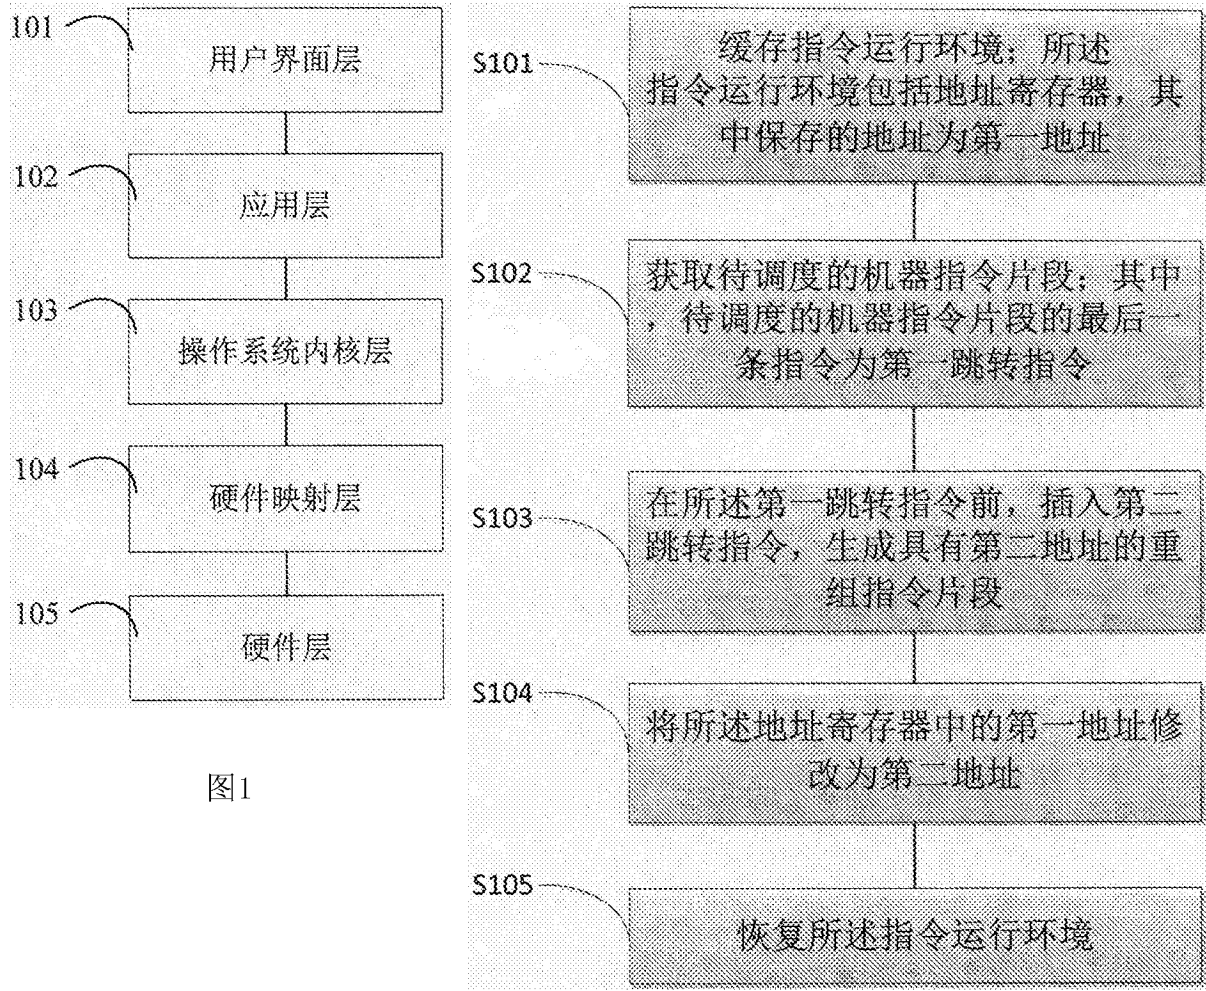 101
用户界面层
102
应用层
103
操作系统内核层
104
硬件映射层
105
硬件层
图1
S101
缓存指令运行环境；所述
指令运行环境包括地址寄存器，其
中保存的地址为第一地址
S102
获取待调度的机器指令片段；其中
，待调度的机器指令片段的最后一
条指令为第一跳转指令
S103
在所述第一跳转指令前，插入第二
跳转指令，生成具有第二地址的重
组指令片段
S104
将所述地址寄存器中的第一地址修
改为第二地址
S105
恢复所述指令运行环境